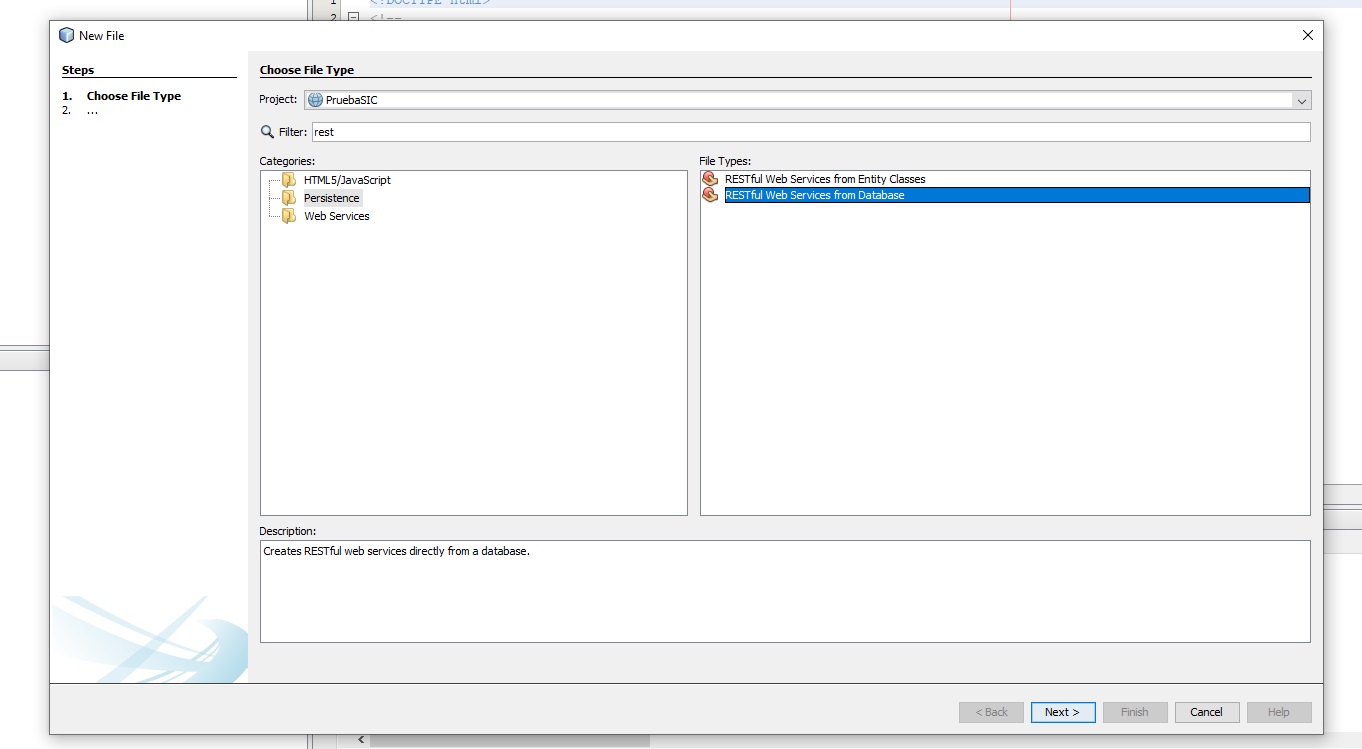 1 <!DOCTYPE html>
2 <!--
New File
Steps
1. Choose File Type
2. ...
Choose File Type
Project: PruebaSIC
Filter: rest
Categories:
HTML5/JavaScript
Persistence
Web Services
File Types:
RESTful Web Services from Entity Classes
RESTful Web Services from Database
Description:
Creates RESTful web services directly from a database.
< Back
Next >
Finish
Cancel
Help